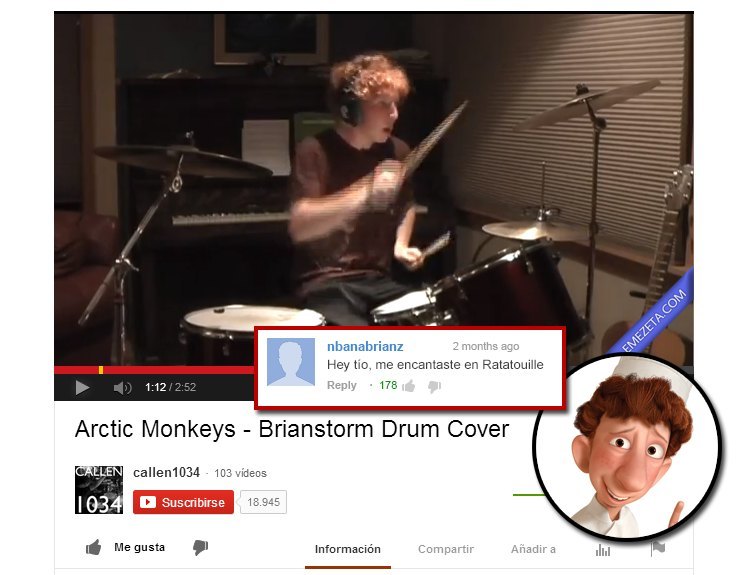 EMEZETA.COM
nbanabrianz 2 months ago
Hey tio, me encantaste en Ratatouille
Reply · 178
1:12 / 2:52
Arctic Monkeys - Brianstorm Drum Cover
CALLEN
1034
callen1034 · 103 vídeos
Suscribirse 18.945
Me gusta
Información Compartir Añadir a